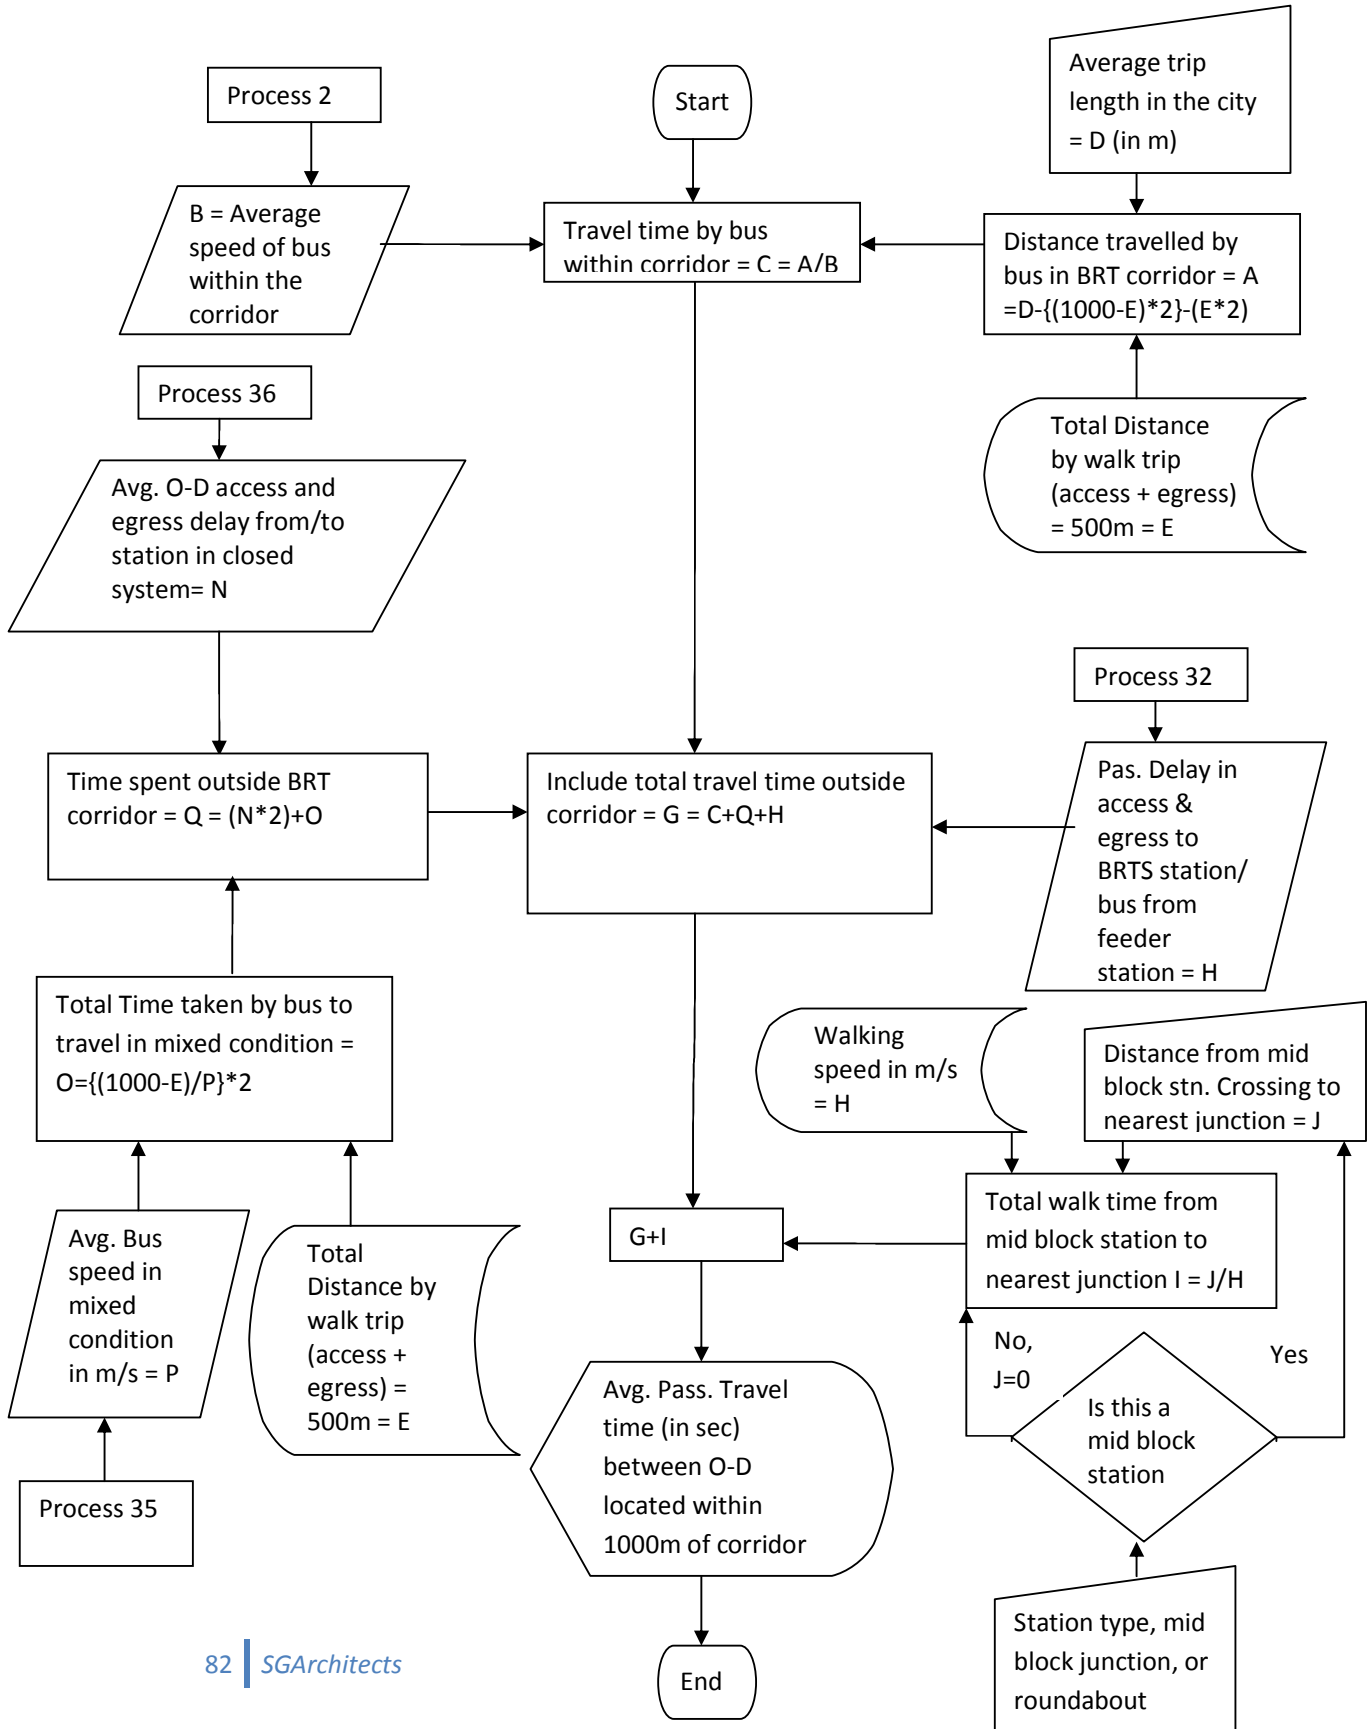 Process 2
Start
Average trip
length in the city
= D (in m)
B = Average
speed of bus
within the
corridor
Travel time by bus
within corridor = C = A/B
Distance travelled by
bus in BRT corridor = A
=D-{(1000-E)*2}-(E*2)
Process 36
Total Distance
by walk trip
(access + egress)
= 500m = E
Avg. O-D access and
egress delay from/to
station in closed
system= N
Process 32
Time spent outside BRT
corridor = Q = (N*2)+O
Include total travel time outside
corridor = G = C+Q+H
Pas. Delay in
access &
egress to
BRTS station/
bus from
feeder
station = H
Total Time taken by bus to
travel in mixed condition =
O={(1000-E)/P}*2
Walking
speed in m/s
= H
Distance from mid
block stn. Crossing to
nearest junction = J
Avg. Bus
speed in
mixed
condition
in m/s = P
Total
Distance by
walk trip
(access +
egress) =
500m = E
G+I
Total walk time from
mid block station to
nearest junction I = J/H
No,
J=0
Yes
Is this a
mid block
station
Avg. Pass. Travel
time (in sec)
between O-D
located within
1000m of corridor
Process 35
Station type, mid
block junction, or
roundabout
End
82 SGArchitects